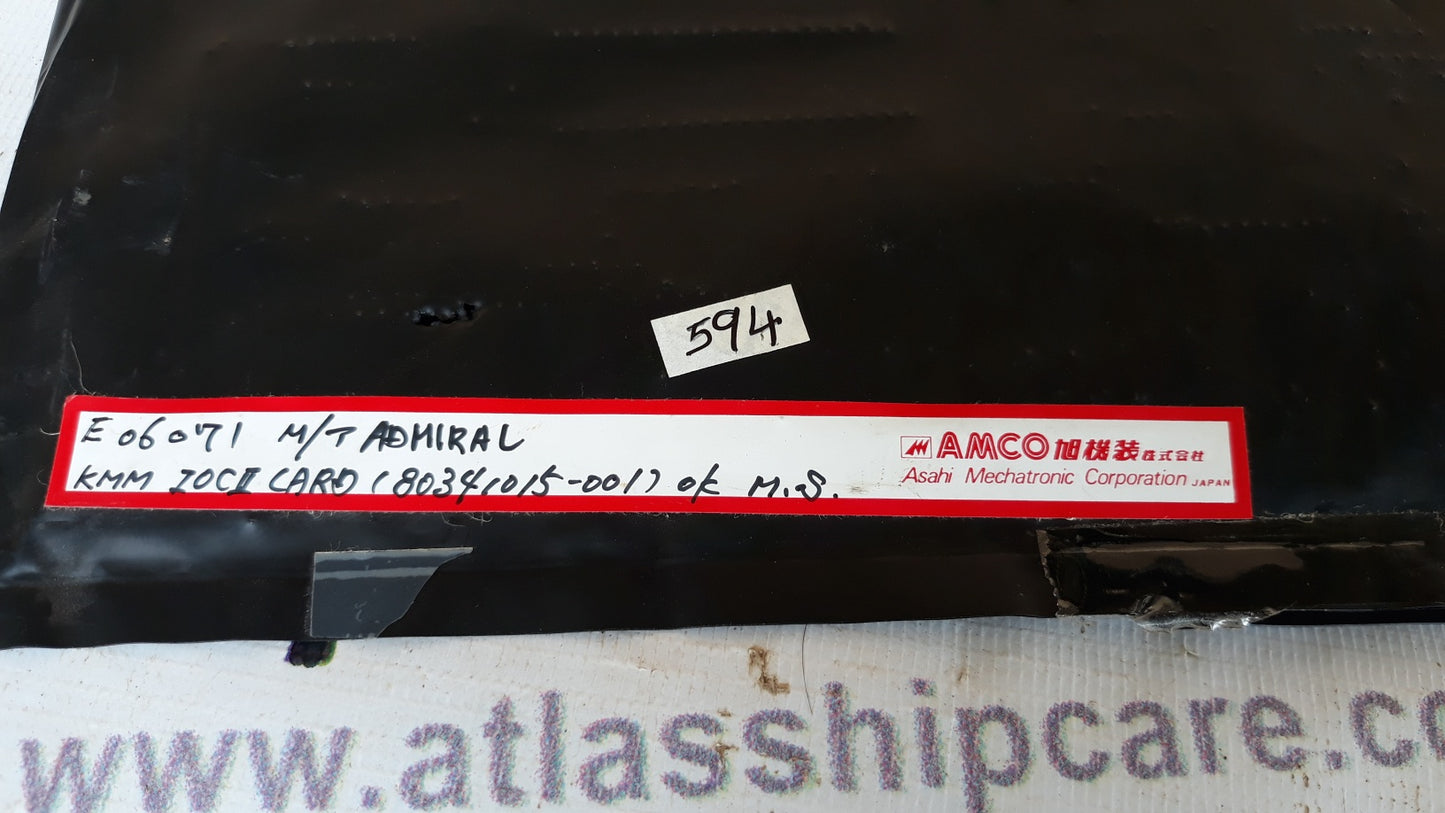 594
E06071 M/T ADMIRAL
KMM IOCII CARD (80341015-001) ok M.S.
AMCO 旭機装株式会社
Asahi Mechatronic Corporation JAPAN
www.atlasshipcare.co